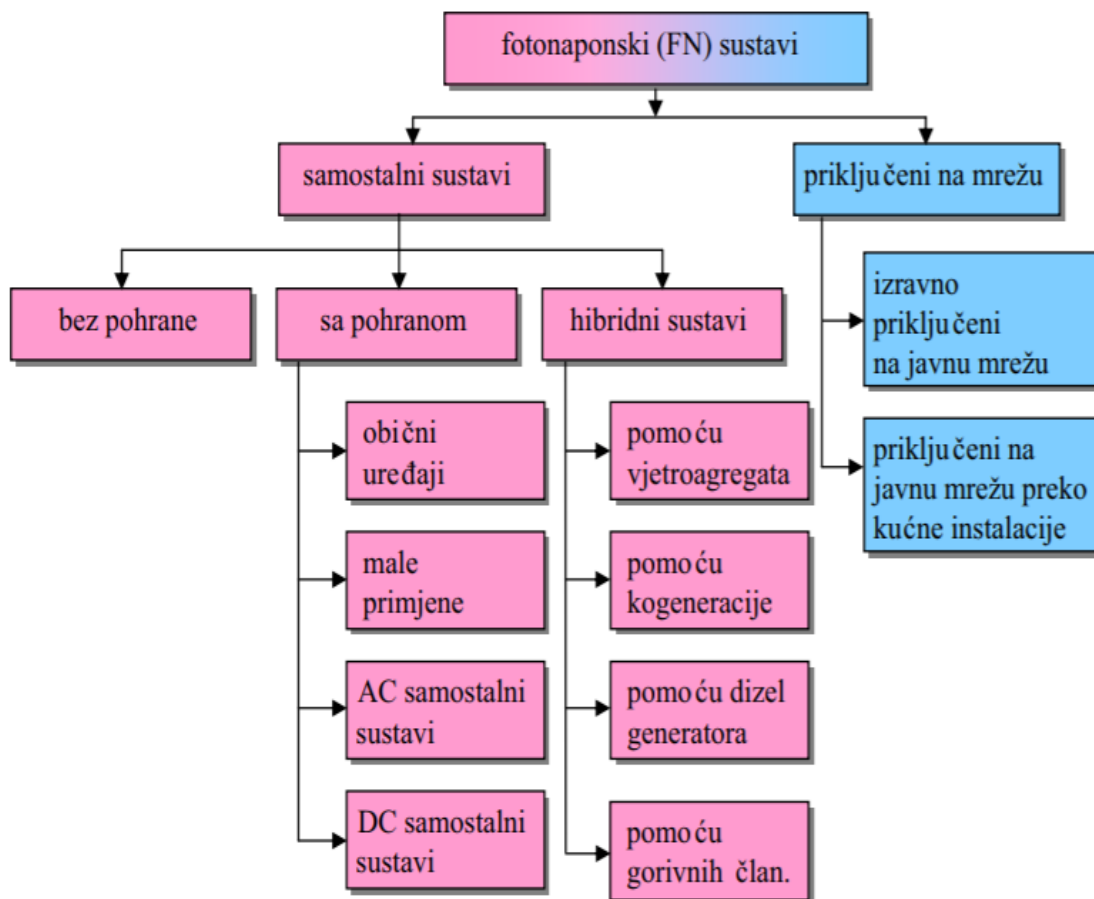 fotonaponski (FN) sustavi
samostalni sustavi
priključeni na mrežu
bez pohrane
sa pohranom
hibridni sustavi
izravno
priključeni
na javnu mrežu
obični
uređaji
pomoću
vjetroagregata
priključeni na
javnu mrežu preko
kućne instalacije
male
primjene
pomoću
kogeneracije
AC samostalni
sustavi
pomoću dizel
generatora
DC samostalni
sustavi
pomoću
gorivnih član.